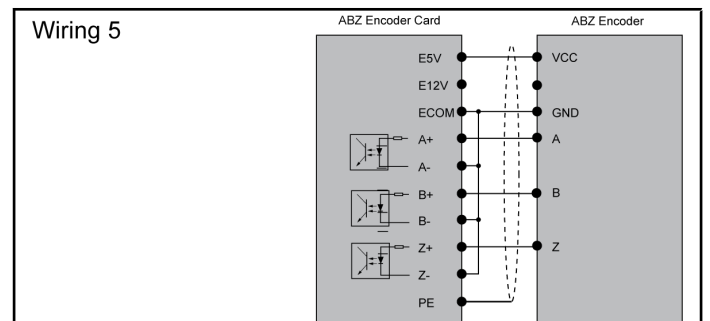 Wiring 5
ABZ Encoder Card
ABZ Encoder
E5V
VCC
E12V
ECOM
GND
A+
A
A-
B+
B
B-
Z+
Z
Z-
PE